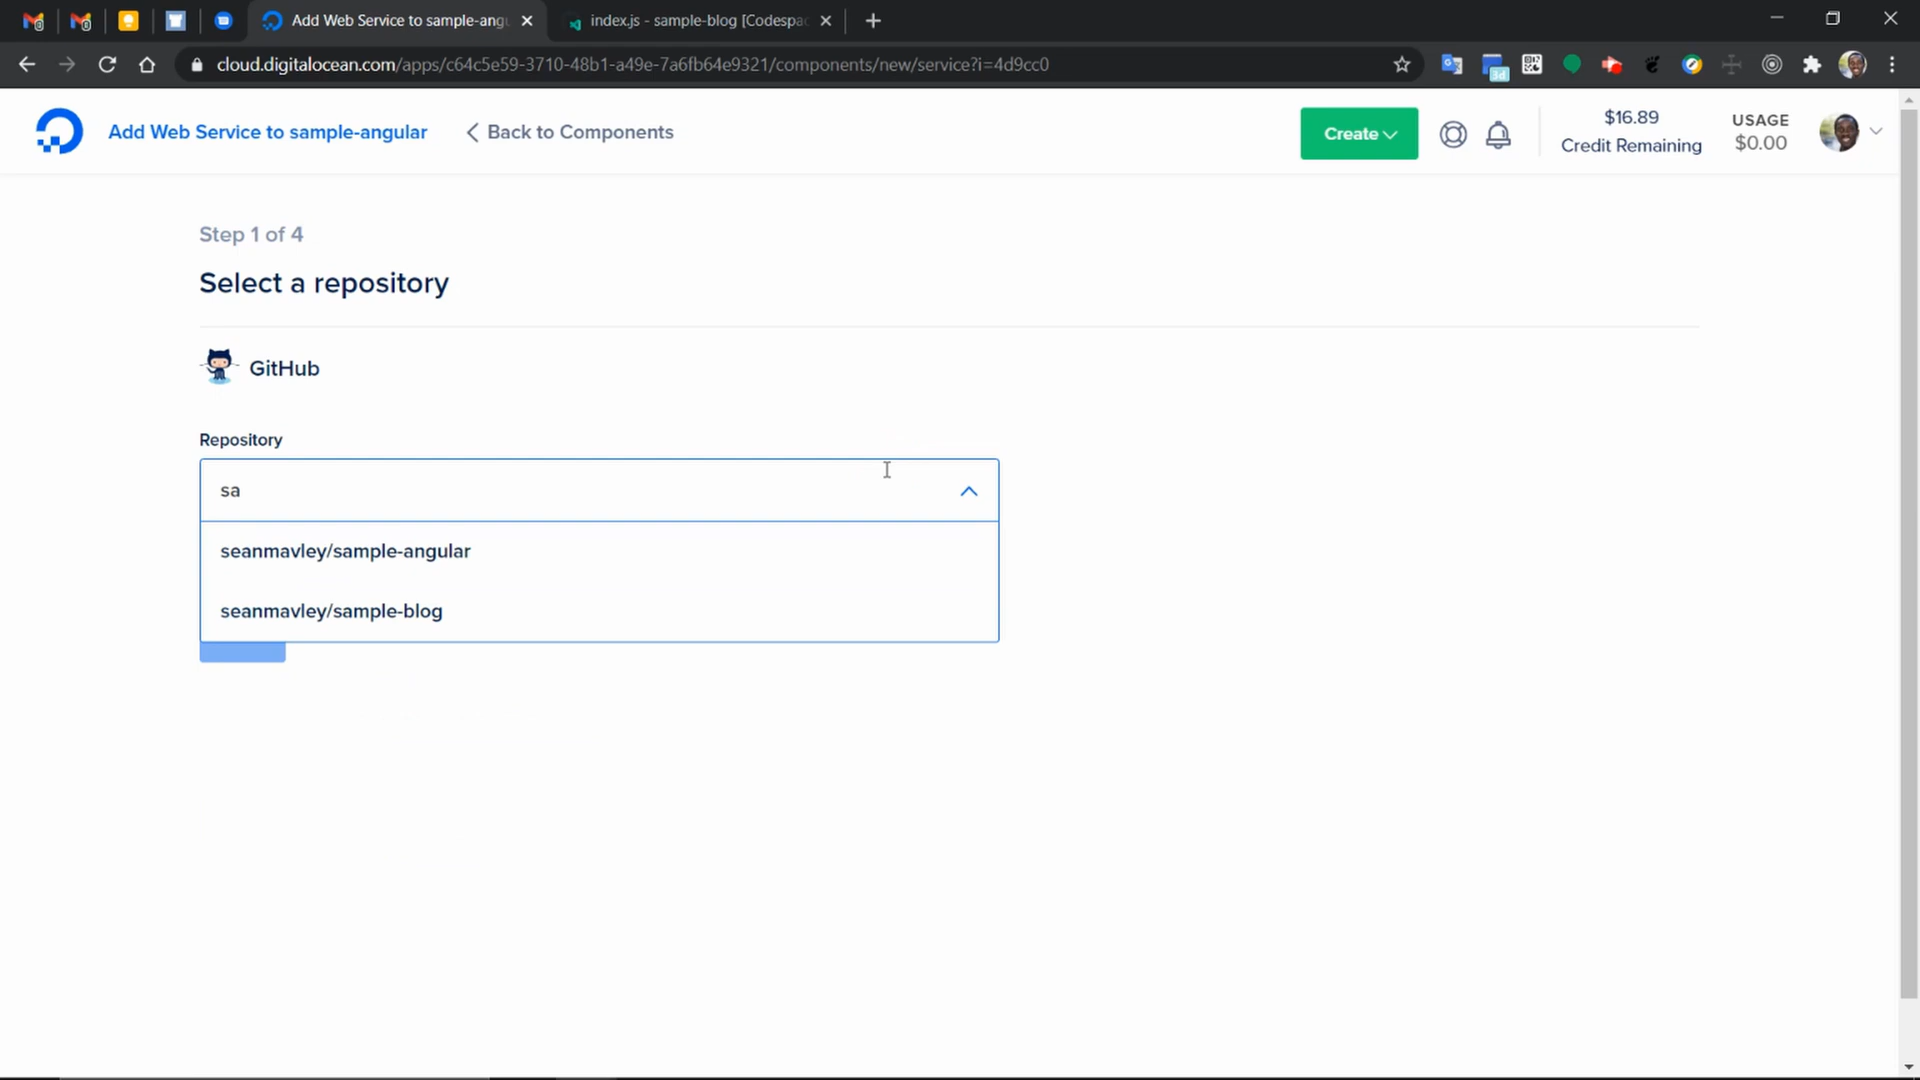 Add Web Service to sample-angu
index.js - sample-blog [Codespac
cloud.digitalocean.com/apps/c64c5e59-3710-48b1-a49e-7a6fb64e9321/components/new/service?i=4d9cc0
3d
Add Web Service to sample-angular
Back to Components
Create
$16.89
Credit Remaining
USAGE
$0.00
Step 1 of 4
Select a repository
GitHub
Repository
sa
seanmavley/sample-angular
seanmavley/sample-blog